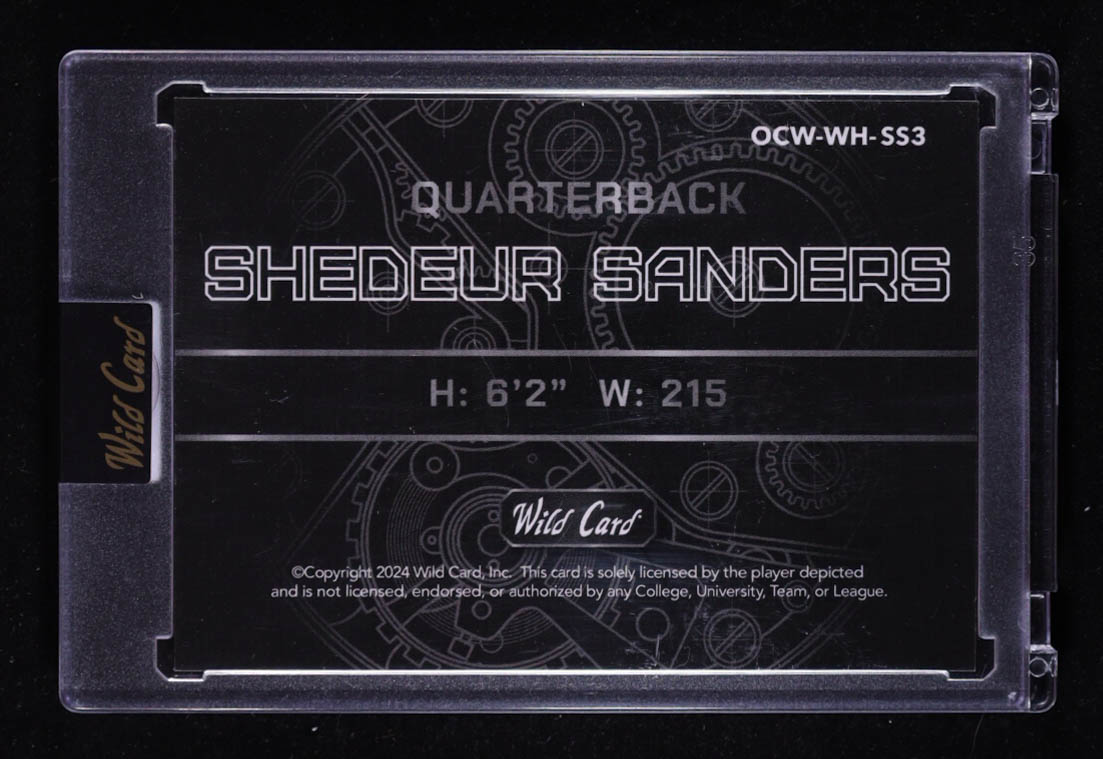 OCW-WH-SS3
QUARTERBACK
SHEDEUR SANDERS
H: 6'2” W: 215
Wild Card
Wild Card
©Copyright 2024 Wild Card, Inc. This card is solely licensed by the player depicted
and is not licensed, endorsed, or authorized by any College, University, Team, or League.
35